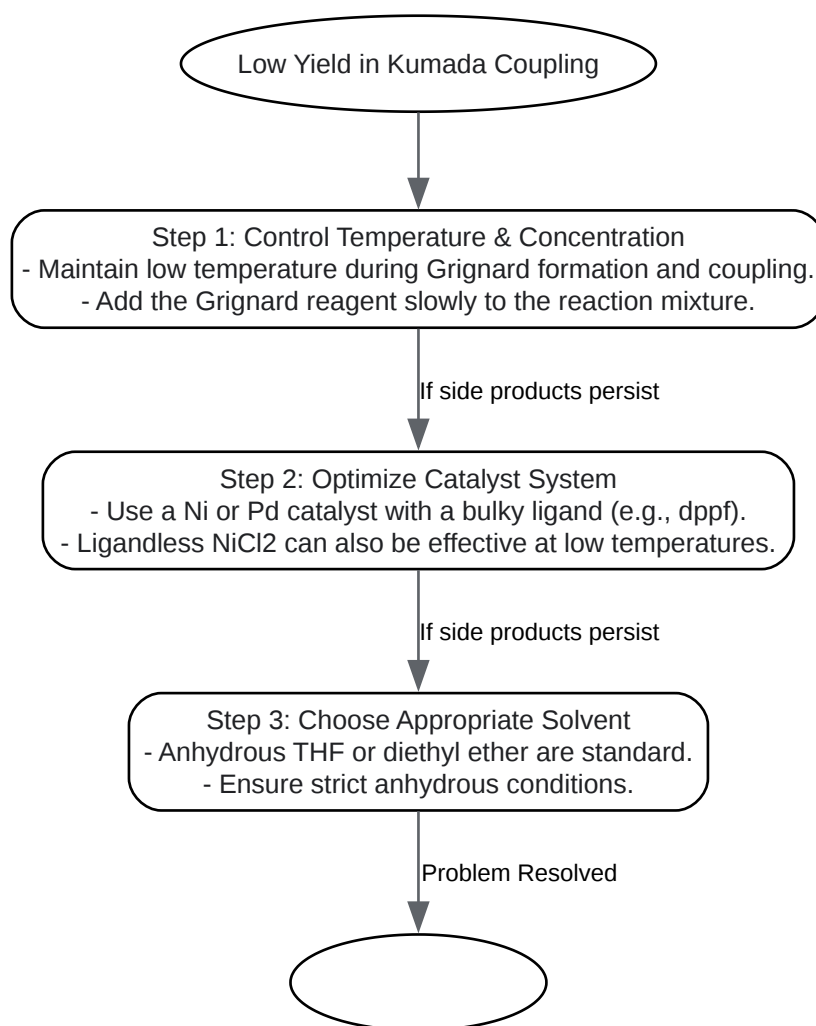 Low Yield in Kumada Coupling
Step 1: Control Temperature & Concentration
- Maintain low temperature during Grignard formation and coupling.
- Add the Grignard reagent slowly to the reaction mixture.
If side products persist
Step 2: Optimize Catalyst System
- Use a Ni or Pd catalyst with a bulky ligand (e.g., dppf).
- Ligandless NiCl2 can also be effective at low temperatures.
If side products persist
Step 3: Choose Appropriate Solvent
- Anhydrous THF or diethyl ether are standard.
- Ensure strict anhydrous conditions.
Problem Resolved